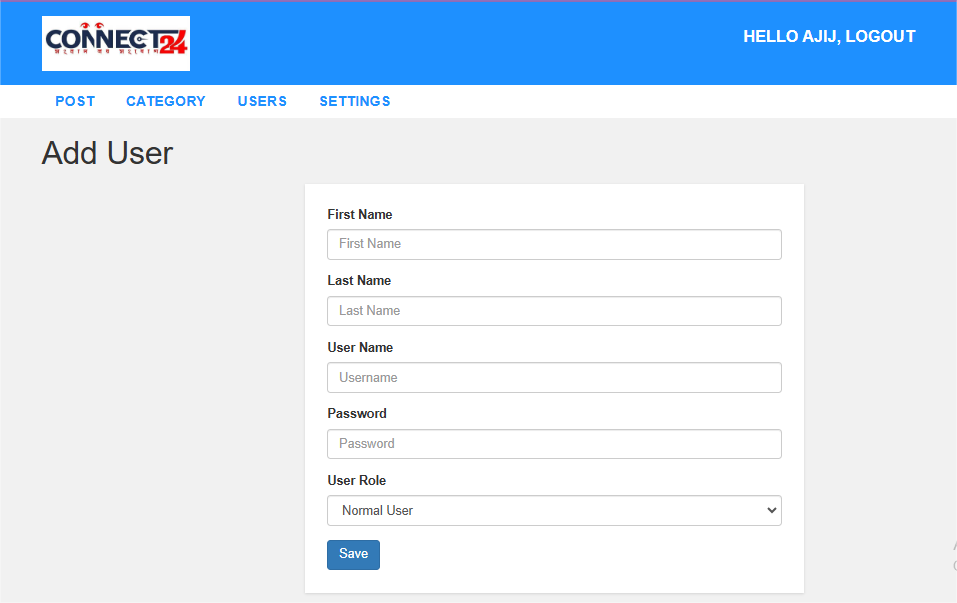 CONNECT24
HELLO AJIJ, LOGOUT
POST CATEGORY USERS SETTINGS
Add User
First Name
First Name
Last Name
Last Name
User Name
Username
Password
Password
User Role
Normal User
Save